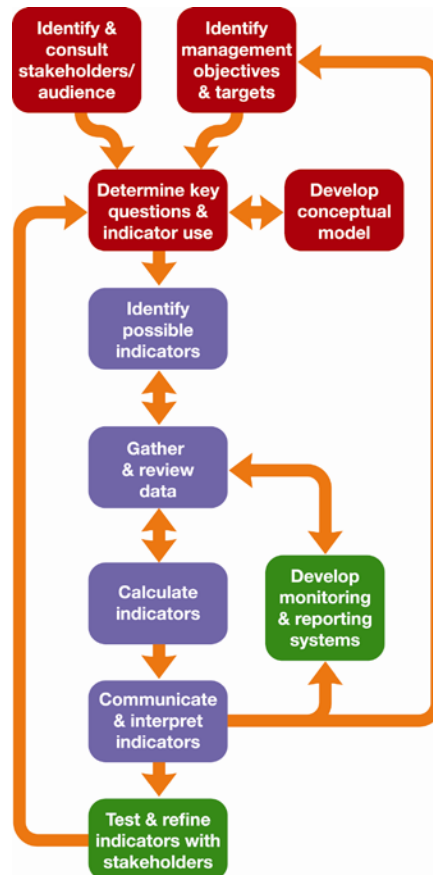 Identify &
consult
stakeholders/
audience
Identify
management
objectives
& targets
Determine key
questions &
indicator use
Develop
conceptual
model
Identify
possible
indicators
Gather
& review
data
Calculate
indicators
Develop
monitoring
& reporting
systems
Communicate
& interpret
indicators
Test & refine
indicators with
stakeholders